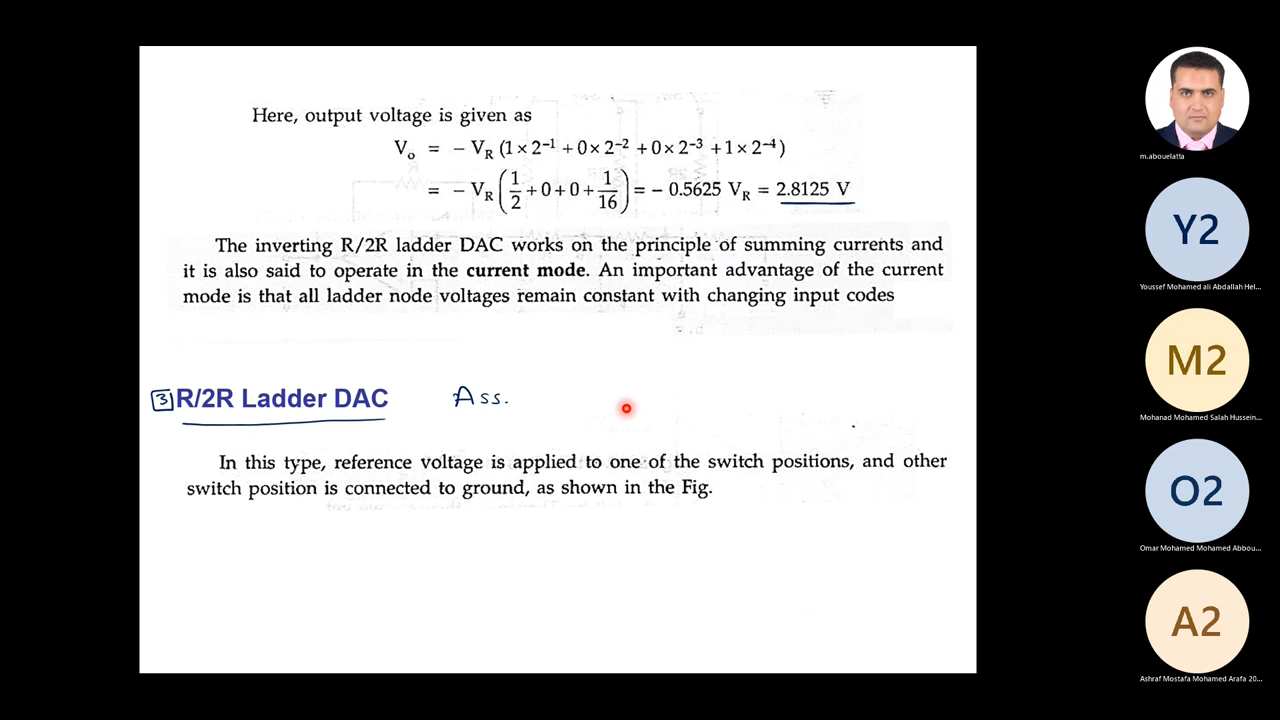 Here, output voltage is given as
Vₒ = − V_R (1 × 2⁻¹ + 0 × 2⁻² + 0 × 2⁻³ + 1 × 2⁻⁴)
= − V_R (1/2 + 0 + 0 + 1/16) = − 0.5625 V_R = 2.8125 V
The inverting R/2R ladder DAC works on the principle of summing currents and
it is also said to operate in the current mode. An important advantage of the current
mode is that all ladder node voltages remain constant with changing input codes
3 R/2R Ladder DAC Ass.
In this type, reference voltage is applied to one of the switch positions, and other
switch position is connected to ground, as shown in the Fig.
m.abouelatta
Y2
Youssef Mohamed ali Abdallah Hel...
M2
Mohanad Mohamed Salah Hussein...
O2
Omar Mohamed Mohamed Abbou...
A2
Ashraf Mostafa Mohamed Arafa 20...